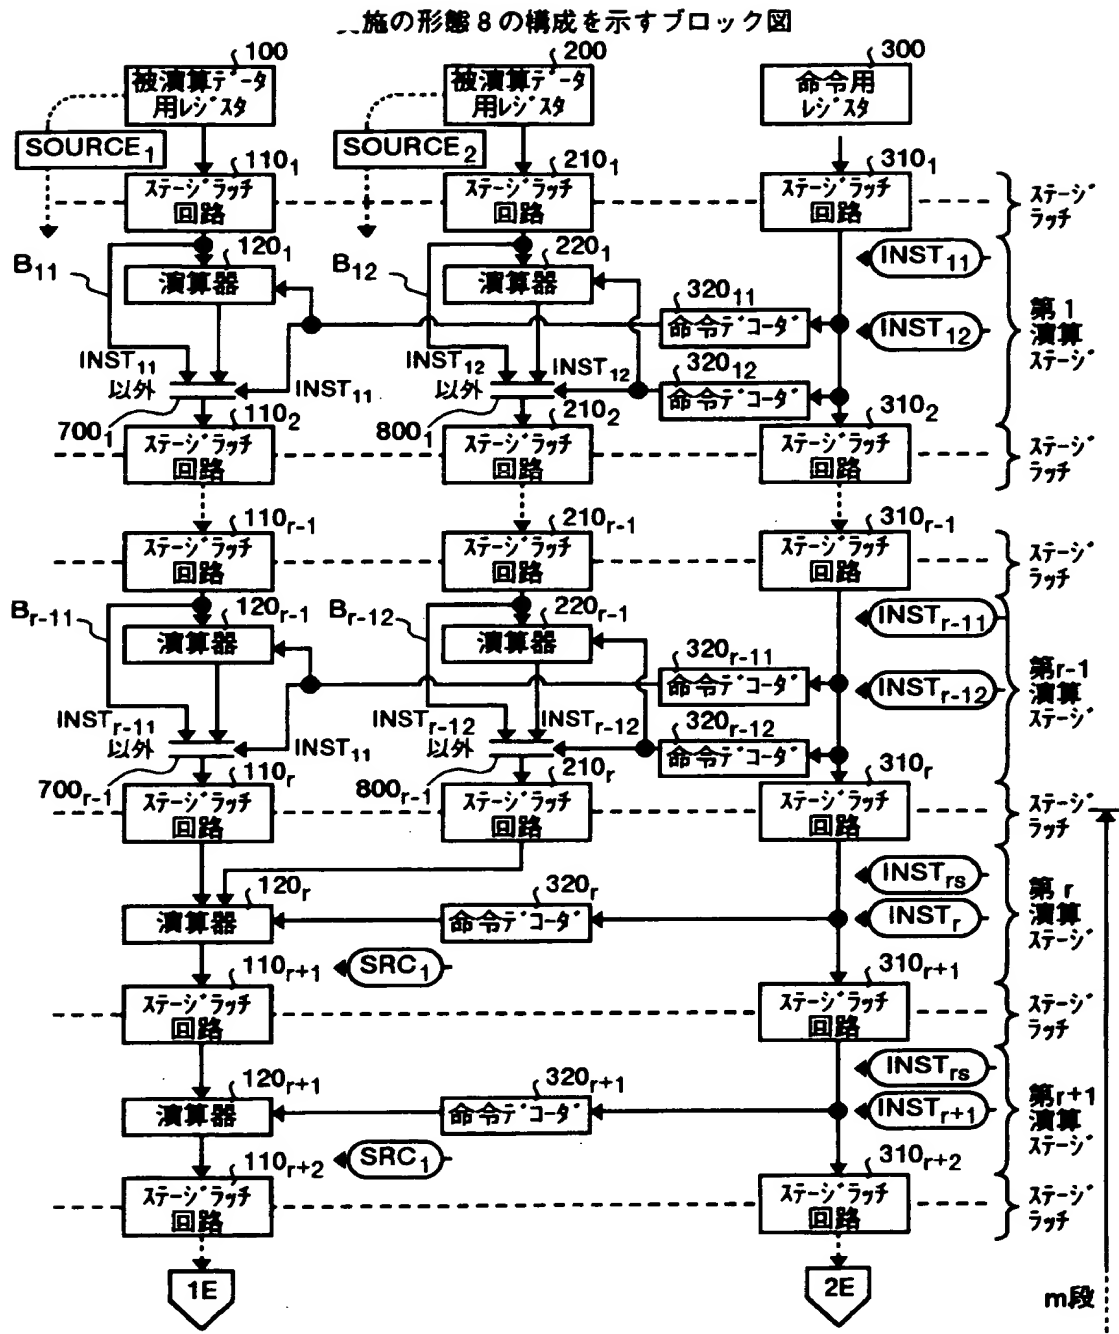 施の形態8の構成を示すブロック図
100
200
300
被演算データ
用レジスタ
被演算データ
用レジスタ
命令用
レジスタ
SOURCE1
SOURCE2
1101
2101
3101
ステージラッチ
回路
ステージラッチ
回路
ステージラッチ
回路
ステージ
ラッチ
B11
1201
演算器
B12
2201
演算器
INST11
32011
命令デコーダ
INST12
第1
演算
ステージ
INST11
以外
INST11
INST12
以外
INST12
32012
命令デコーダ
7001
1102
8001
2102
3102
ステージラッチ
回路
ステージラッチ
回路
ステージラッチ
回路
ステージ
ラッチ
110r-1
210r-1
310r-1
ステージラッチ
回路
ステージラッチ
回路
ステージラッチ
回路
ステージ
ラッチ
Br-11
120r-1
演算器
Br-12
220r-1
演算器
INSTr-11
320r-11
命令デコーダ
INSTr-12
第r-1
演算
ステージ
INSTr-11
以外
INST11
INSTr-12
以外
INSTr-12
320r-12
命令デコーダ
700r-1
110r
800r-1
210r
310r
ステージラッチ
回路
ステージラッチ
回路
ステージラッチ
回路
ステージ
ラッチ
120r
演算器
320r
命令デコーダ
INSTrs
INSTr
第r
演算
ステージ
110r+1
SRC1
310r+1
ステージラッチ
回路
ステージラッチ
回路
ステージ
ラッチ
120r+1
演算器
320r+1
命令デコーダ
INSTrs
INSTr+1
第r+1
演算
ステージ
110r+2
SRC1
310r+2
ステージラッチ
回路
ステージラッチ
回路
ステージ
ラッチ
1E
2E
m段